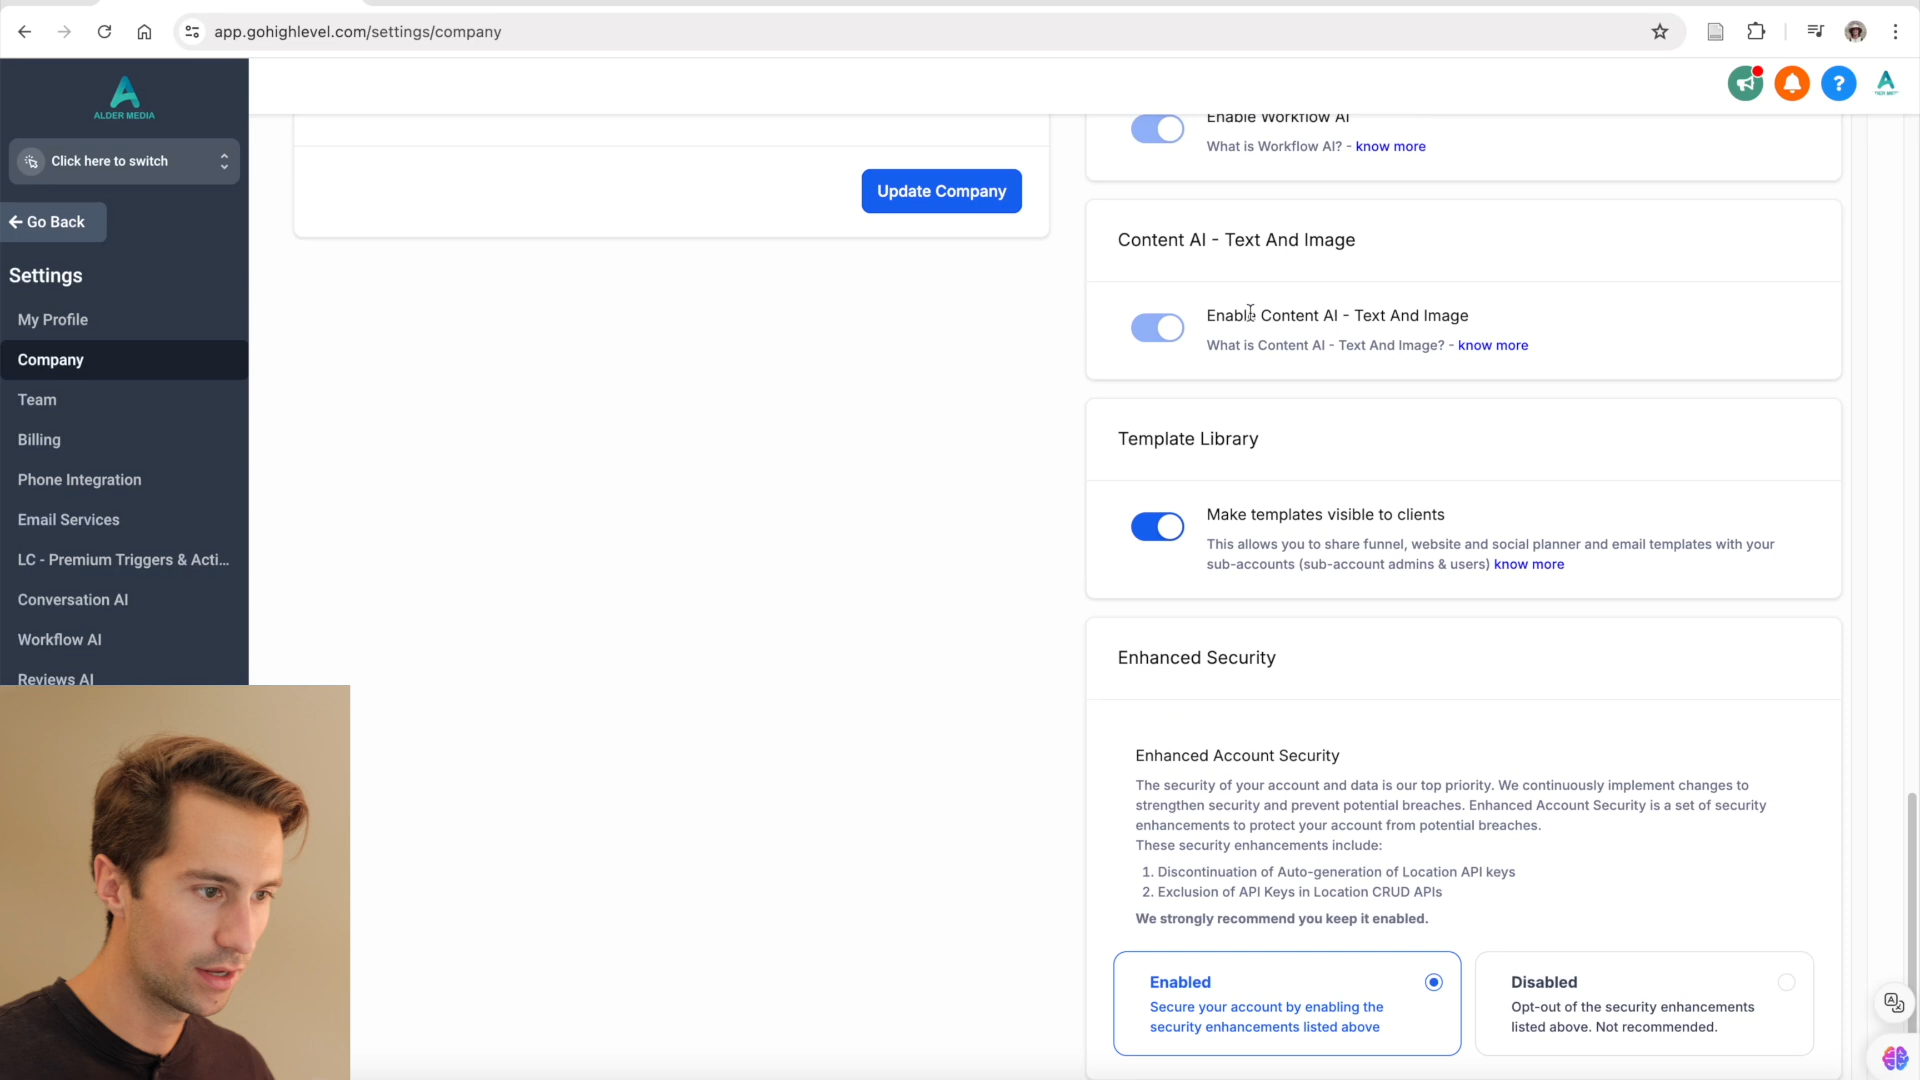 app.gohighlevel.com/settings/company
ALDER MEDIA
Click here to switch
Go Back
Settings
My Profile
Company
Team
Billing
Phone Integration
Email Services
LC - Premium Triggers & Acti...
Conversation AI
Workflow AI
Reviews AI
Update Company
Enable Workflow AI
What is Workflow AI? - know more
Content AI - Text And Image
Enable Content AI - Text And Image
What is Content AI - Text And Image? - know more
Template Library
Make templates visible to clients
This allows you to share funnel, website and social planner and email templates with your
sub-accounts (sub-account admins & users) know more
Enhanced Security
Enhanced Account Security
The security of your account and data is our top priority. We continuously implement changes to
strengthen security and prevent potential breaches. Enhanced Account Security is a set of security
enhancements to protect your account from potential breaches.
These security enhancements include:
1. Discontinuation of Auto-generation of Location API keys
2. Exclusion of API Keys in Location CRUD APIs
We strongly recommend you keep it enabled.
Enabled
Secure your account by enabling the
security enhancements listed above
Disabled
Opt-out of the security enhancements
listed above. Not recommended.